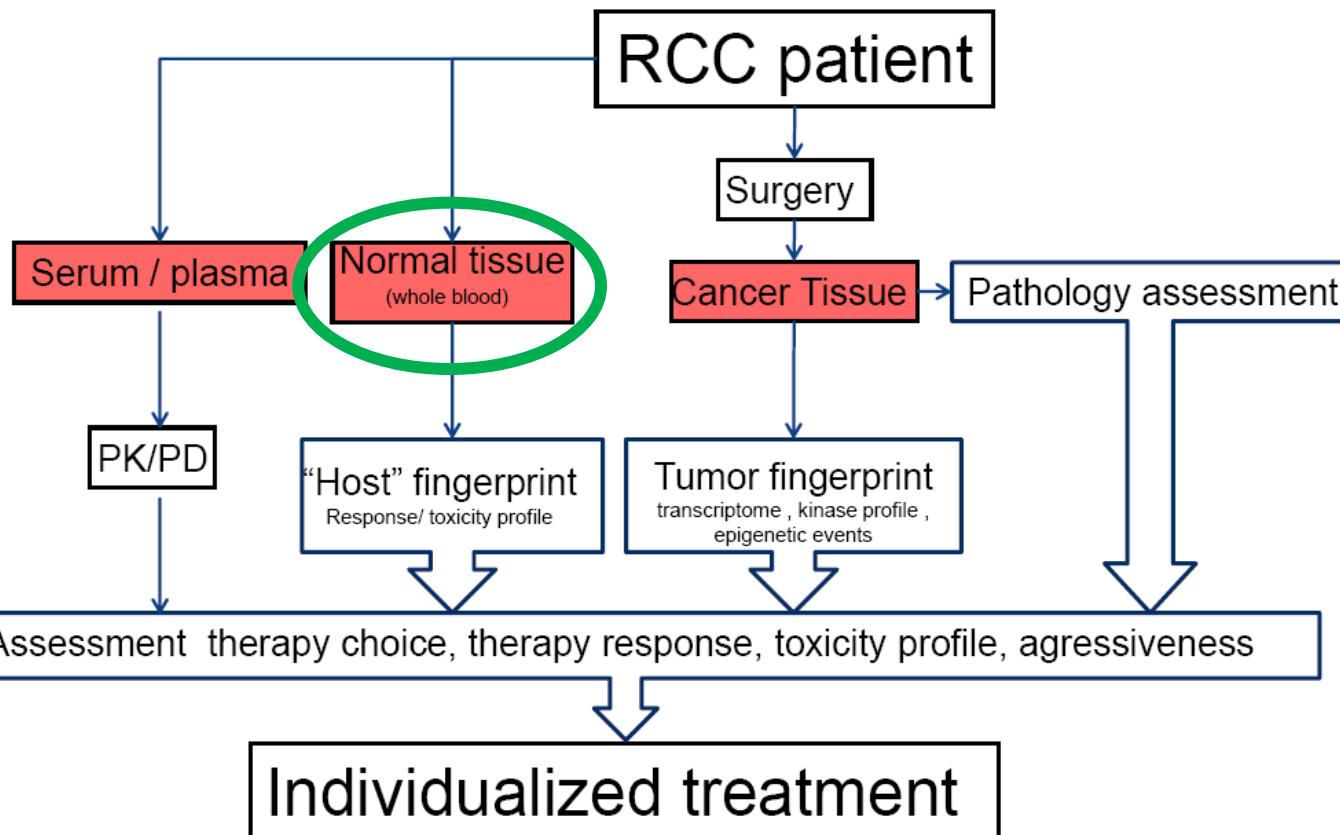 RCC patient
Surgery
Serum / plasma
Normal tissue
(whole blood)
Cancer Tissue
Pathology assessment
PK/PD
“Host” fingerprint
Response/ toxicity profile
Tumor fingerprint
transcriptome , kinase profile ,
epigenetic events
Assessment therapy choice, therapy response, toxicity profile, agressiveness
Individualized treatment